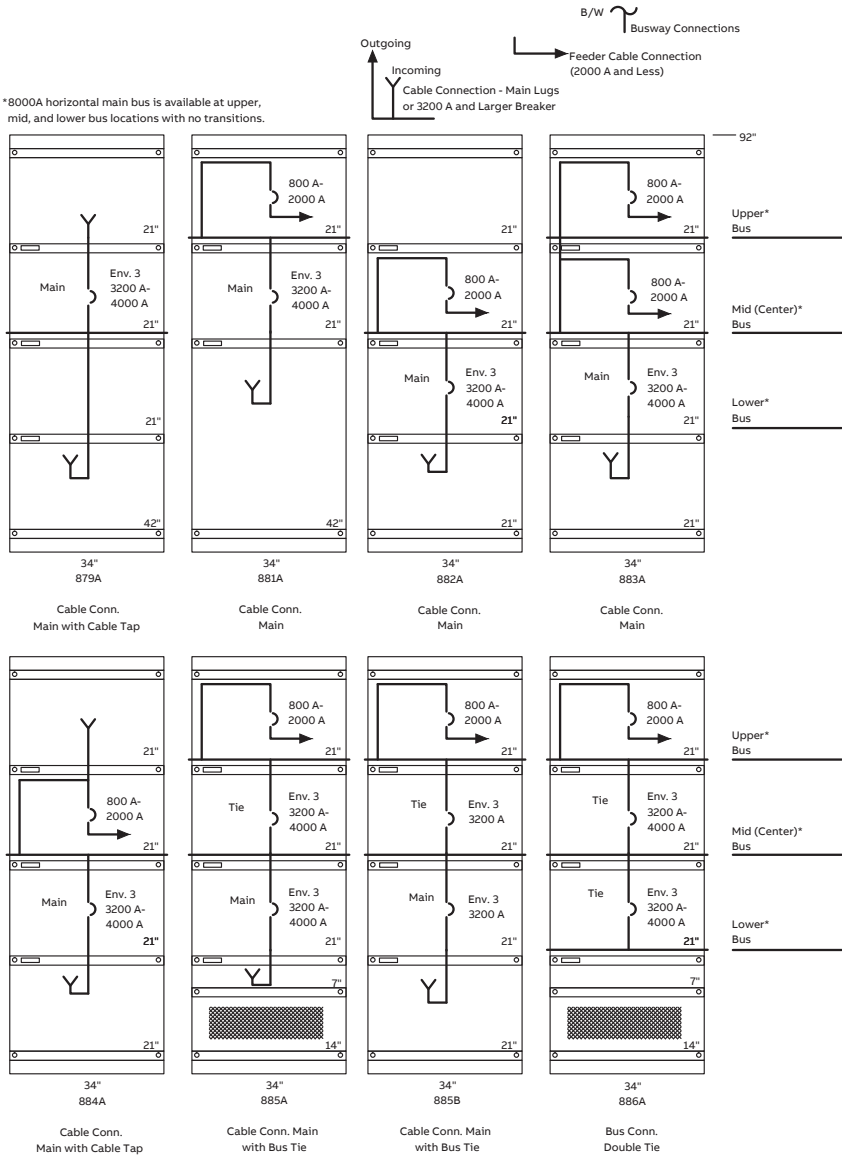 B/W
Busway Connections
Outgoing
Feeder Cable Connection
(2000 A and Less)
Incoming
Cable Connection - Main Lugs
or 3200 A and Larger Breaker
*8000A horizontal main bus is available at upper,
mid, and lower bus locations with no transitions.
92"
21"
Main
Env. 3
3200 A-
4000 A
21"
21"
42"
34"
879A
Cable Conn.
Main with Cable Tap
800 A-
2000 A
21"
Main
Env. 3
3200 A-
4000 A
21"
42"
34"
881A
Cable Conn.
Main
21"
800 A-
2000 A
21"
Main
Env. 3
3200 A-
4000 A
21"
21"
34"
882A
Cable Conn.
Main
800 A-
2000 A
21"
800 A-
2000 A
21"
Main
Env. 3
3200 A-
4000 A
21"
21"
34"
883A
Cable Conn.
Main
Upper*
Bus
Mid (Center)*
Bus
Lower*
Bus
21"
800 A-
2000 A
21"
Main
Env. 3
3200 A-
4000 A
21"
21"
34"
884A
Cable Conn.
Main with Cable Tap
800 A-
2000 A
21"
Tie
Env. 3
3200 A-
4000 A
21"
Main
Env. 3
3200 A-
4000 A
21"
7"
14"
34"
885A
Cable Conn. Main
with Bus Tie
800 A-
2000 A
21"
Tie
Env. 3
3200 A
21"
Main
Env. 3
3200 A
21"
21"
34"
885B
Cable Conn. Main
with Bus Tie
800 A-
2000 A
21"
Tie
Env. 3
3200 A-
4000 A
21"
Tie
Env. 3
3200 A-
4000 A
21"
7"
14"
34"
886A
Bus Conn.
Double Tie
Upper*
Bus
Mid (Center)*
Bus
Lower*
Bus